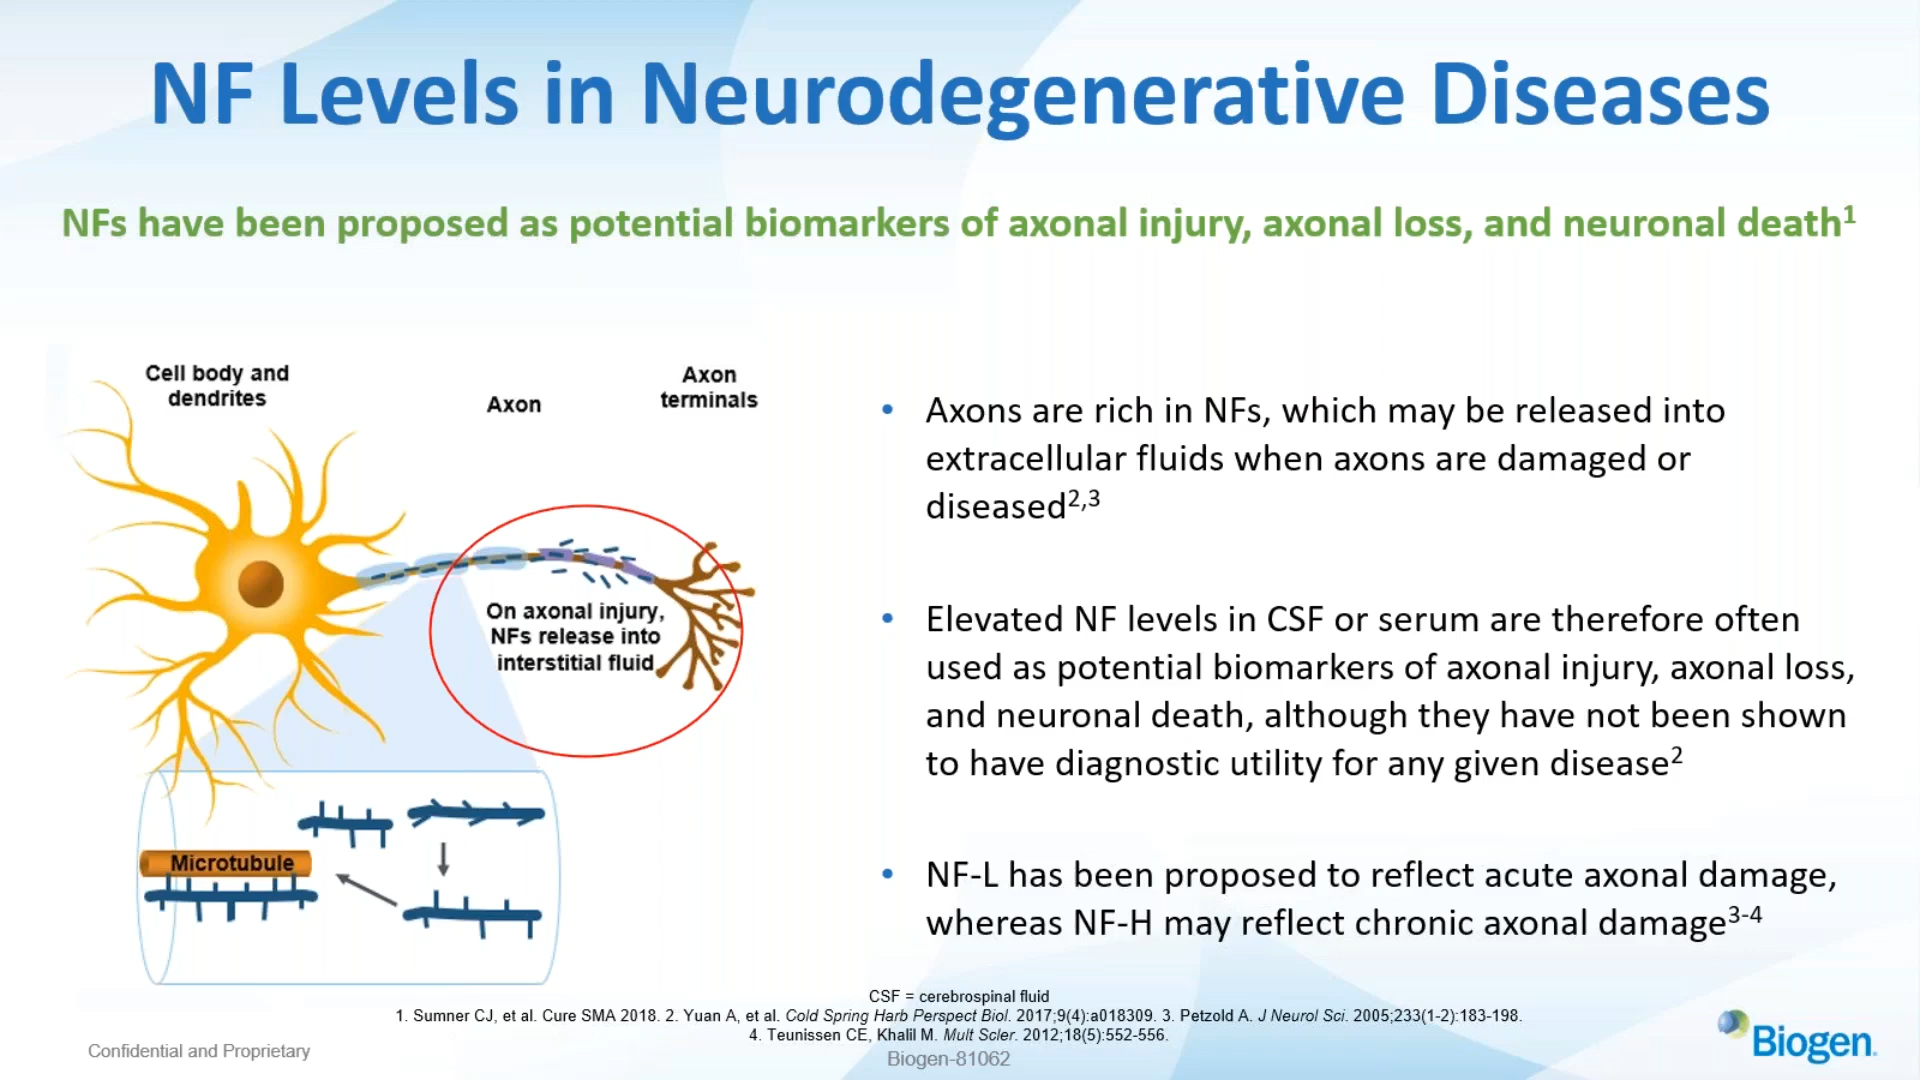 NF Levels in Neurodegenerative Diseases
NFs have been proposed as potential biomarkers of axonal injury, axonal loss, and neuronal death1
Cell body and
dendrites
Axon
Axon
terminals
On axonal injury,
NFs release into
interstitial fluid
Microtubule
• Axons are rich in NFs, which may be released into
extracellular fluids when axons are damaged or
diseased2,3
• Elevated NF levels in CSF or serum are therefore often
used as potential biomarkers of axonal injury, axonal loss,
and neuronal death, although they have not been shown
to have diagnostic utility for any given disease2
• NF-L has been proposed to reflect acute axonal damage,
whereas NF-H may reflect chronic axonal damage3-4
CSF = cerebrospinal fluid
1. Sumner CJ, et al. Cure SMA 2018. 2. Yuan A, et al. Cold Spring Harb Perspect Biol. 2017;9(4):a018309. 3. Petzold A. J Neurol Sci. 2005;233(1-2):183-198.
4. Teunissen CE, Khalil M. Mult Scler. 2012;18(5):552-556.
Confidential and Proprietary
Biogen-81062
Biogen.